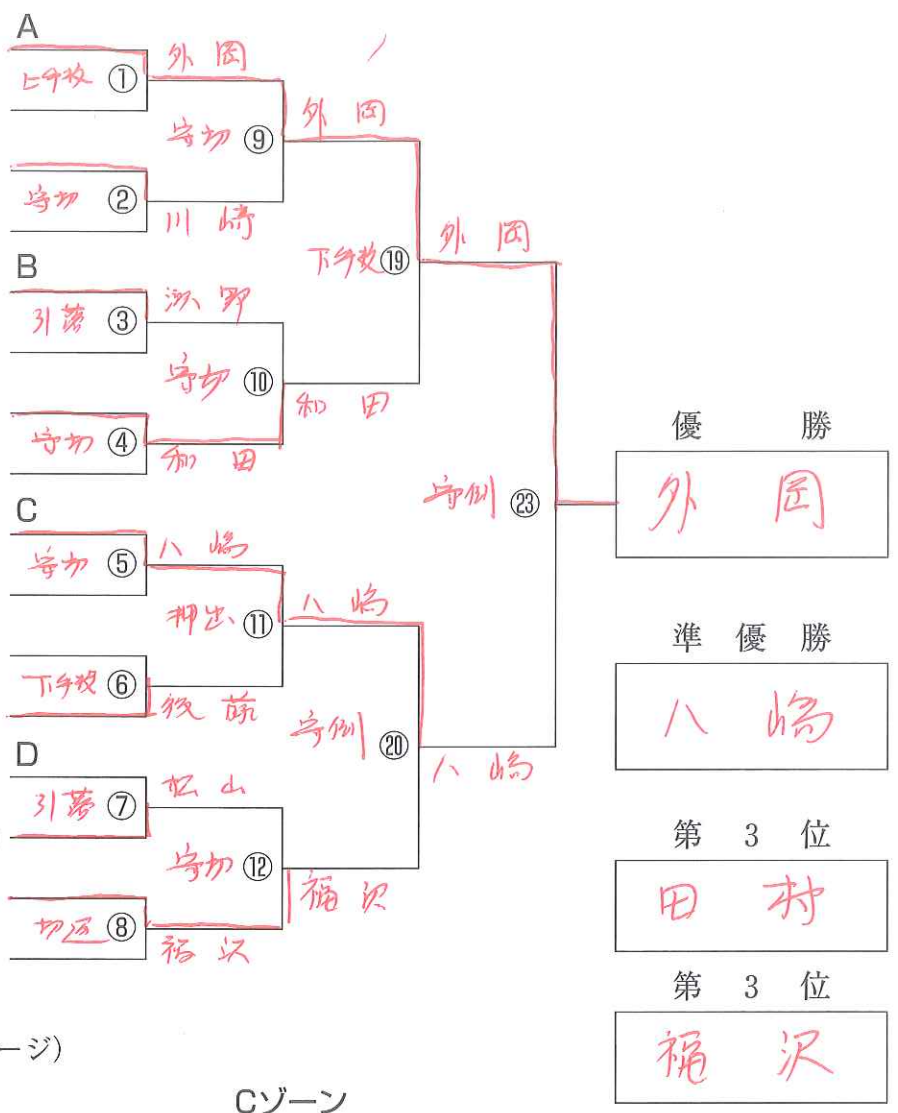 A
上手投 ①
外 岡
寄切 ⑨
外 岡
寄切 ②
川 崎
下手投 ⑲
外 岡
B
引落 ③
浜 野
寄切 ⑩
和 田
寄切 ④
和 田
寄倒 ㉓
優 勝
外 岡
C
寄切 ⑤
八 嶋
押出 ⑪
八 嶋
下手投 ⑥
後 藤
寄倒 ⑳
八 嶋
準 優 勝
八 嶋
D
引落 ⑦
松 山
寄切 ⑫
福 沢
切返 ⑧
福 沢
第 3 位
田 村
第 3 位
福 沢
ージ)
Cゾーン